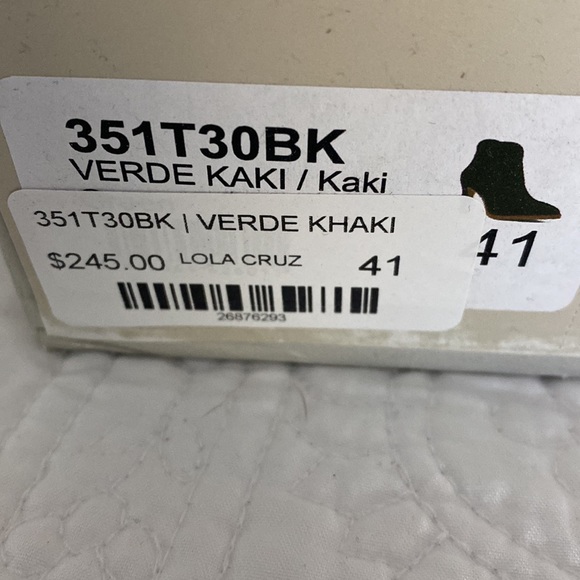 351T30BK
VERDE KAKI / Kaki
351T30BK | VERDE KHAKI
$245.00 LOLA CRUZ 41
26876293
41